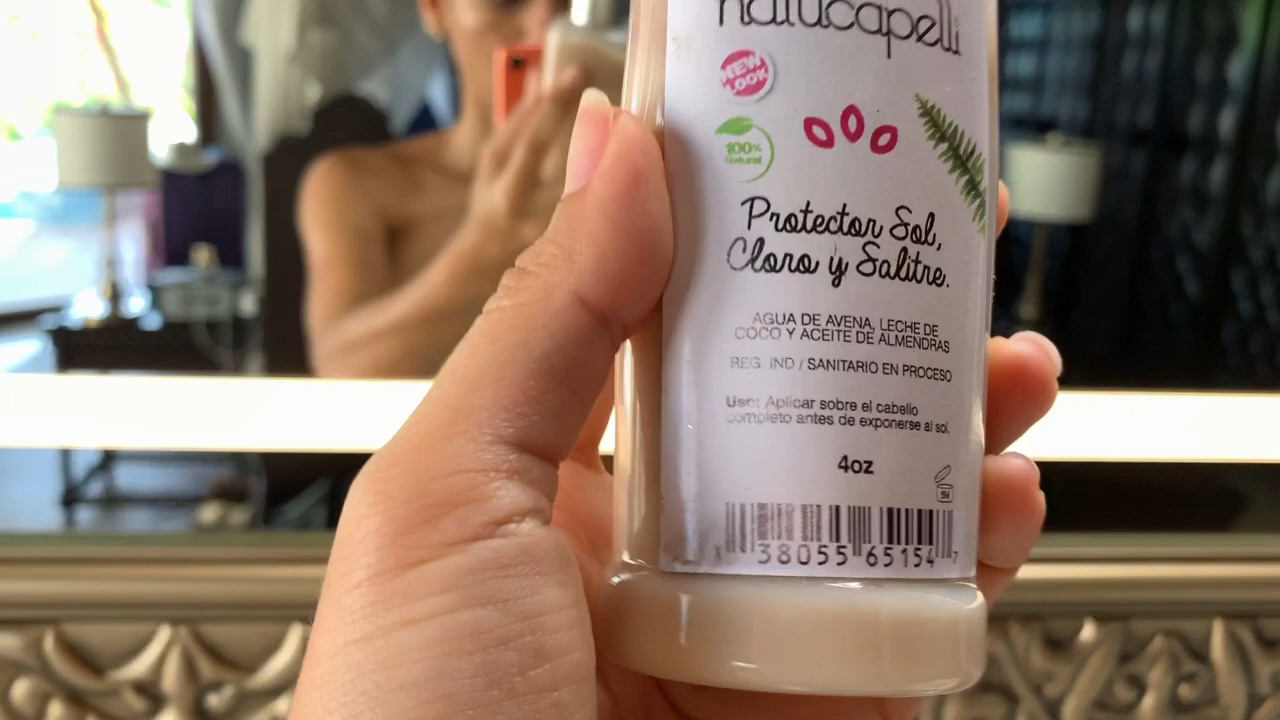 natucapelli
NEW
LOOK
100%
Natural
Protector Sol,
Cloro y Salitre.
AGUA DE AVENA, LECHE DE
COCO Y ACEITE DE ALMENDRAS
REG. IND / SANITARIO EN PROCESO
Uso: Aplicar sobre el cabello
completo antes de exponerse al sol.
4oz
38055 65154 7